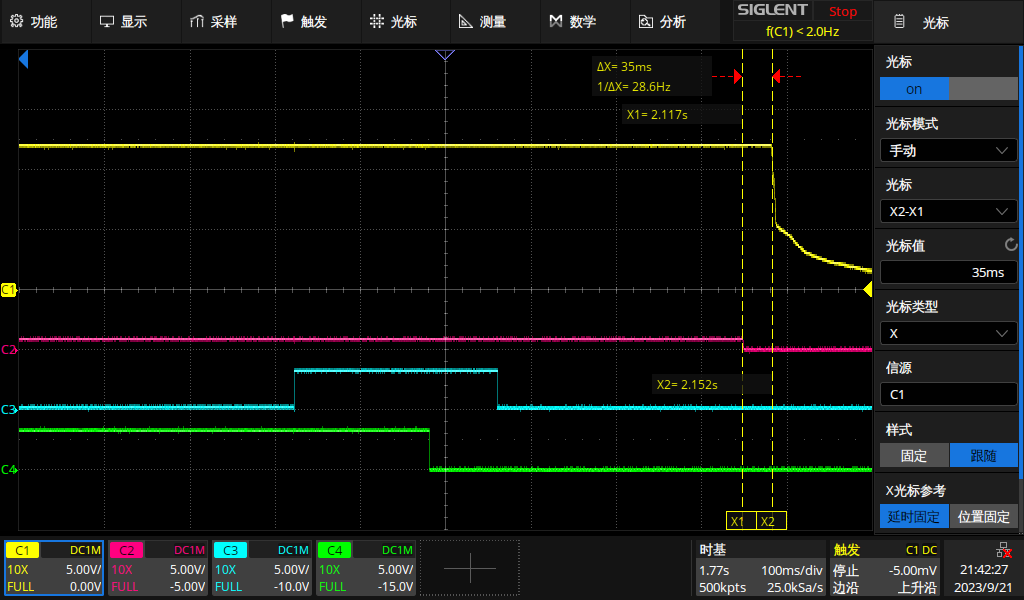 功能 显示 采样 触发 光标 测量 数学 分析 SIGLENT Stop
f(C1) < 2.0Hz
光标
光标
on
光标模式
手动
光标
X2-X1
光标值
35ms
光标类型
X
信源
C1
样式
固定 跟随
X光标参考
延时固定 位置固定
ΔX= 35ms
1/ΔX= 28.6Hz
X1= 2.117s
C1
C2
X2= 2.152s
C3
C4
X1 X2
C1 DC1M
10X 5.00V/
FULL 0.00V
C2 DC1M
10X 5.00V/
FULL -5.00V
C3 DC1M
10X 5.00V/
FULL -10.0V
C4 DC1M
10X 5.00V/
FULL -15.0V
时基
1.77s 100ms/div
500kpts 25.0kSa/s
触发 C1 DC
停止 -5.00mV
边沿 上升沿
21:42:27
2023/9/21